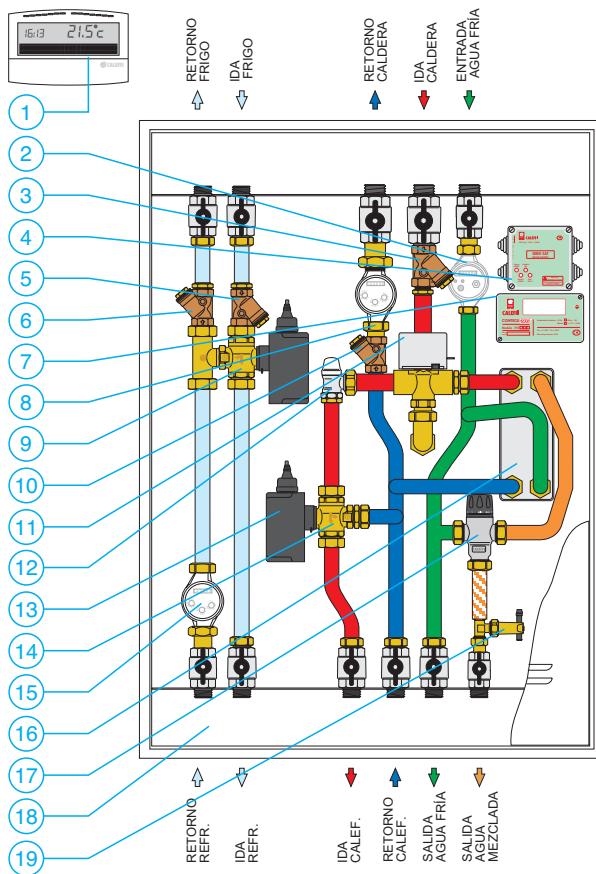 16:13 21.5°c
CALEFFI
RETORNO
FRIGO
IDA
FRIGO
RETORNO
CALDERA
IDA
CALDERA
ENTRADA
AGUA FRÍA
1
2
3
4
5
6
7
8
9
10
11
12
13
14
15
16
17
18
19
CALEFFI
CALEFFI
RETORNO
REFR.
IDA
REFR.
IDA
CALEF.
RETORNO
CALEF.
SALIDA
AGUA FRÍA
SALIDA
AGUA
MEZCLADA